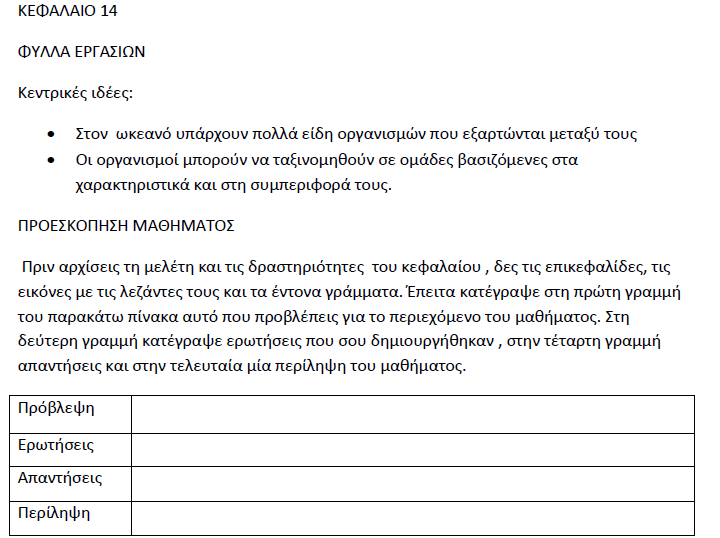 ΚΕΦΑΛΑΙΟ 14
ΦΥΛΛΑ ΕΡΓΑΣΙΩΝ
Κεντρικές ιδέες:
• Στον ωκεανό υπάρχουν πολλά είδη οργανισμών που εξαρτώνται μεταξύ τους
• Οι οργανισμοί μπορούν να ταξινομηθούν σε ομάδες βασιζόμενες στα
χαρακτηριστικά και στη συμπεριφορά τους.
ΠΡΟΕΣΚΟΠΗΣΗ ΜΑΘΗΜΑΤΟΣ
Πριν αρχίσεις τη μελέτη και τις δραστηριότητες του κεφαλαίου , δες τις επικεφαλίδες, τις
εικόνες με τις λεζάντες τους και τα έντονα γράμματα. Έπειτα κατέγραψε στη πρώτη γραμμή
του παρακάτω πίνακα αυτό που προβλέπεις για το περιεχόμενο του μαθήματος. Στη
δεύτερη γραμμή κατέγραψε ερωτήσεις που σου δημιουργήθηκαν , στην τέταρτη γραμμή
απαντήσεις και στην τελευταία μία περίληψη του μαθήματος.
Πρόβλεψη
Ερωτήσεις
Απαντήσεις
Περίληψη